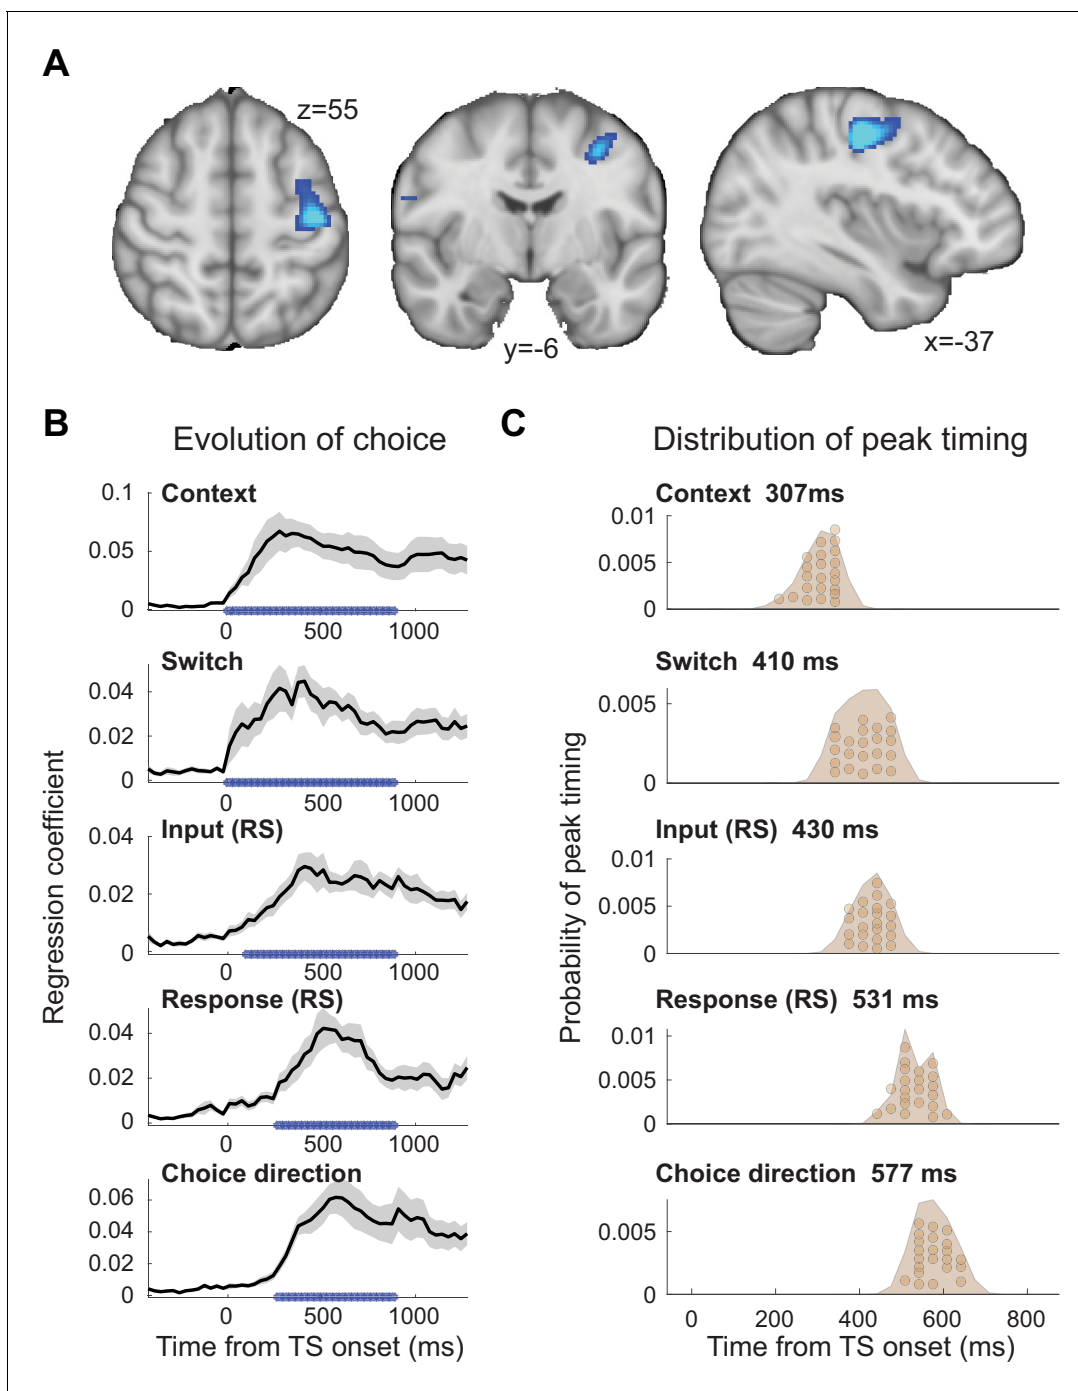 A
z=55
y=-6
x=-37
B
Evolution of choice
C
Distribution of peak timing
Regression coefficient
Context
0.1
0.05
0
0 500 1000
Switch
0.04
0.02
0
0 500 1000
Input (RS)
0.04
0.02
0
0 500 1000
Response (RS)
0.04
0.02
0
0 500 1000
Choice direction
0.06
0.04
0.02
0
0 500 1000
Time from TS onset (ms)
Probability of peak timing
Context 307ms
0.01
0.005
0
Switch 410 ms
0.005
0
Input (RS) 430 ms
0.01
0.005
0
Response (RS) 531 ms
0.01
0.005
0
Choice direction 577 ms
0.005
0
0 200 400 600 800
Time from TS onset (ms)